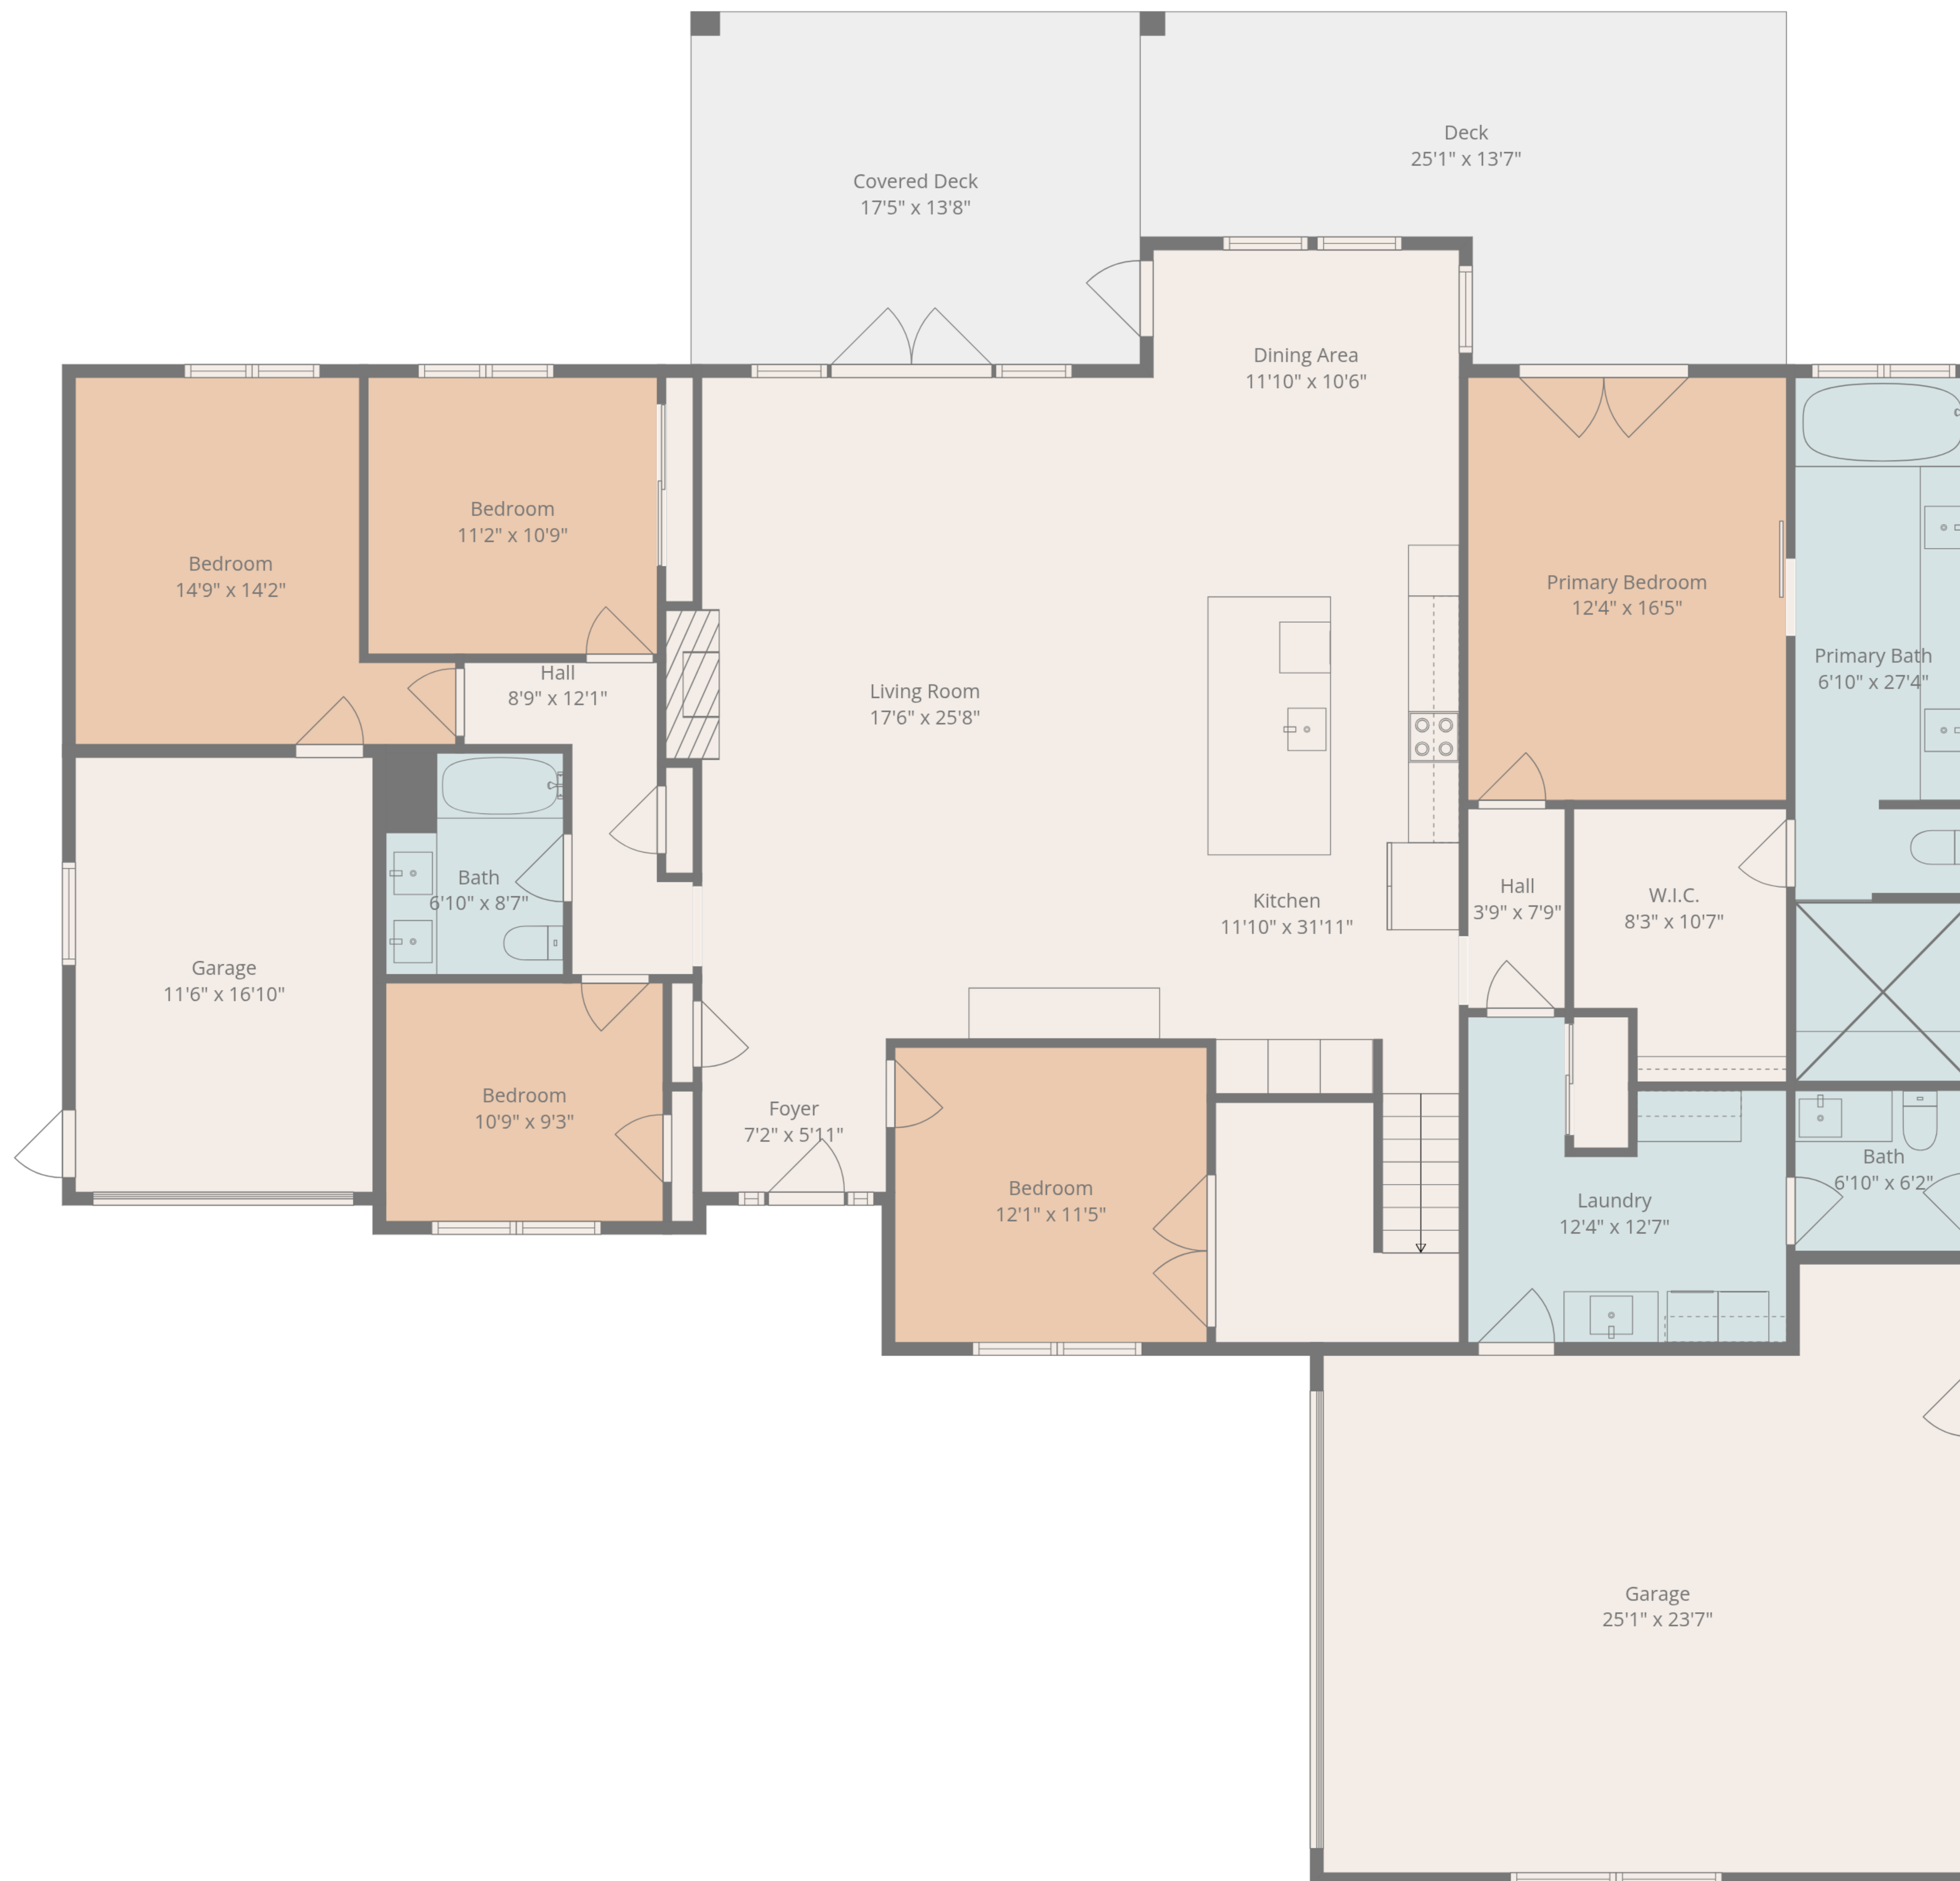 Deck
25'1" x 13'7"
Covered Deck
17'5" x 13'8"
Dining Area
11'10" x 10'6"
Bedroom
11'2" x 10'9"
Bedroom
14'9" x 14'2"
Primary Bedroom
12'4" x 16'5"
Primary Bath
6'10" x 27'4"
Hall
8'9" x 12'1"
Living Room
17'6" x 25'8"
Bath
6'10" x 8'7"
Kitchen
11'10" x 31'11"
Hall
3'9" x 7'9"
W.I.C.
8'3" x 10'7"
Garage
11'6" x 16'10"
Bedroom
10'9" x 9'3"
Foyer
7'2" x 5'11"
Bedroom
12'1" x 11'5"
Laundry
12'4" x 12'7"
Bath
6'10" x 6'2"
Garage
25'1" x 23'7"